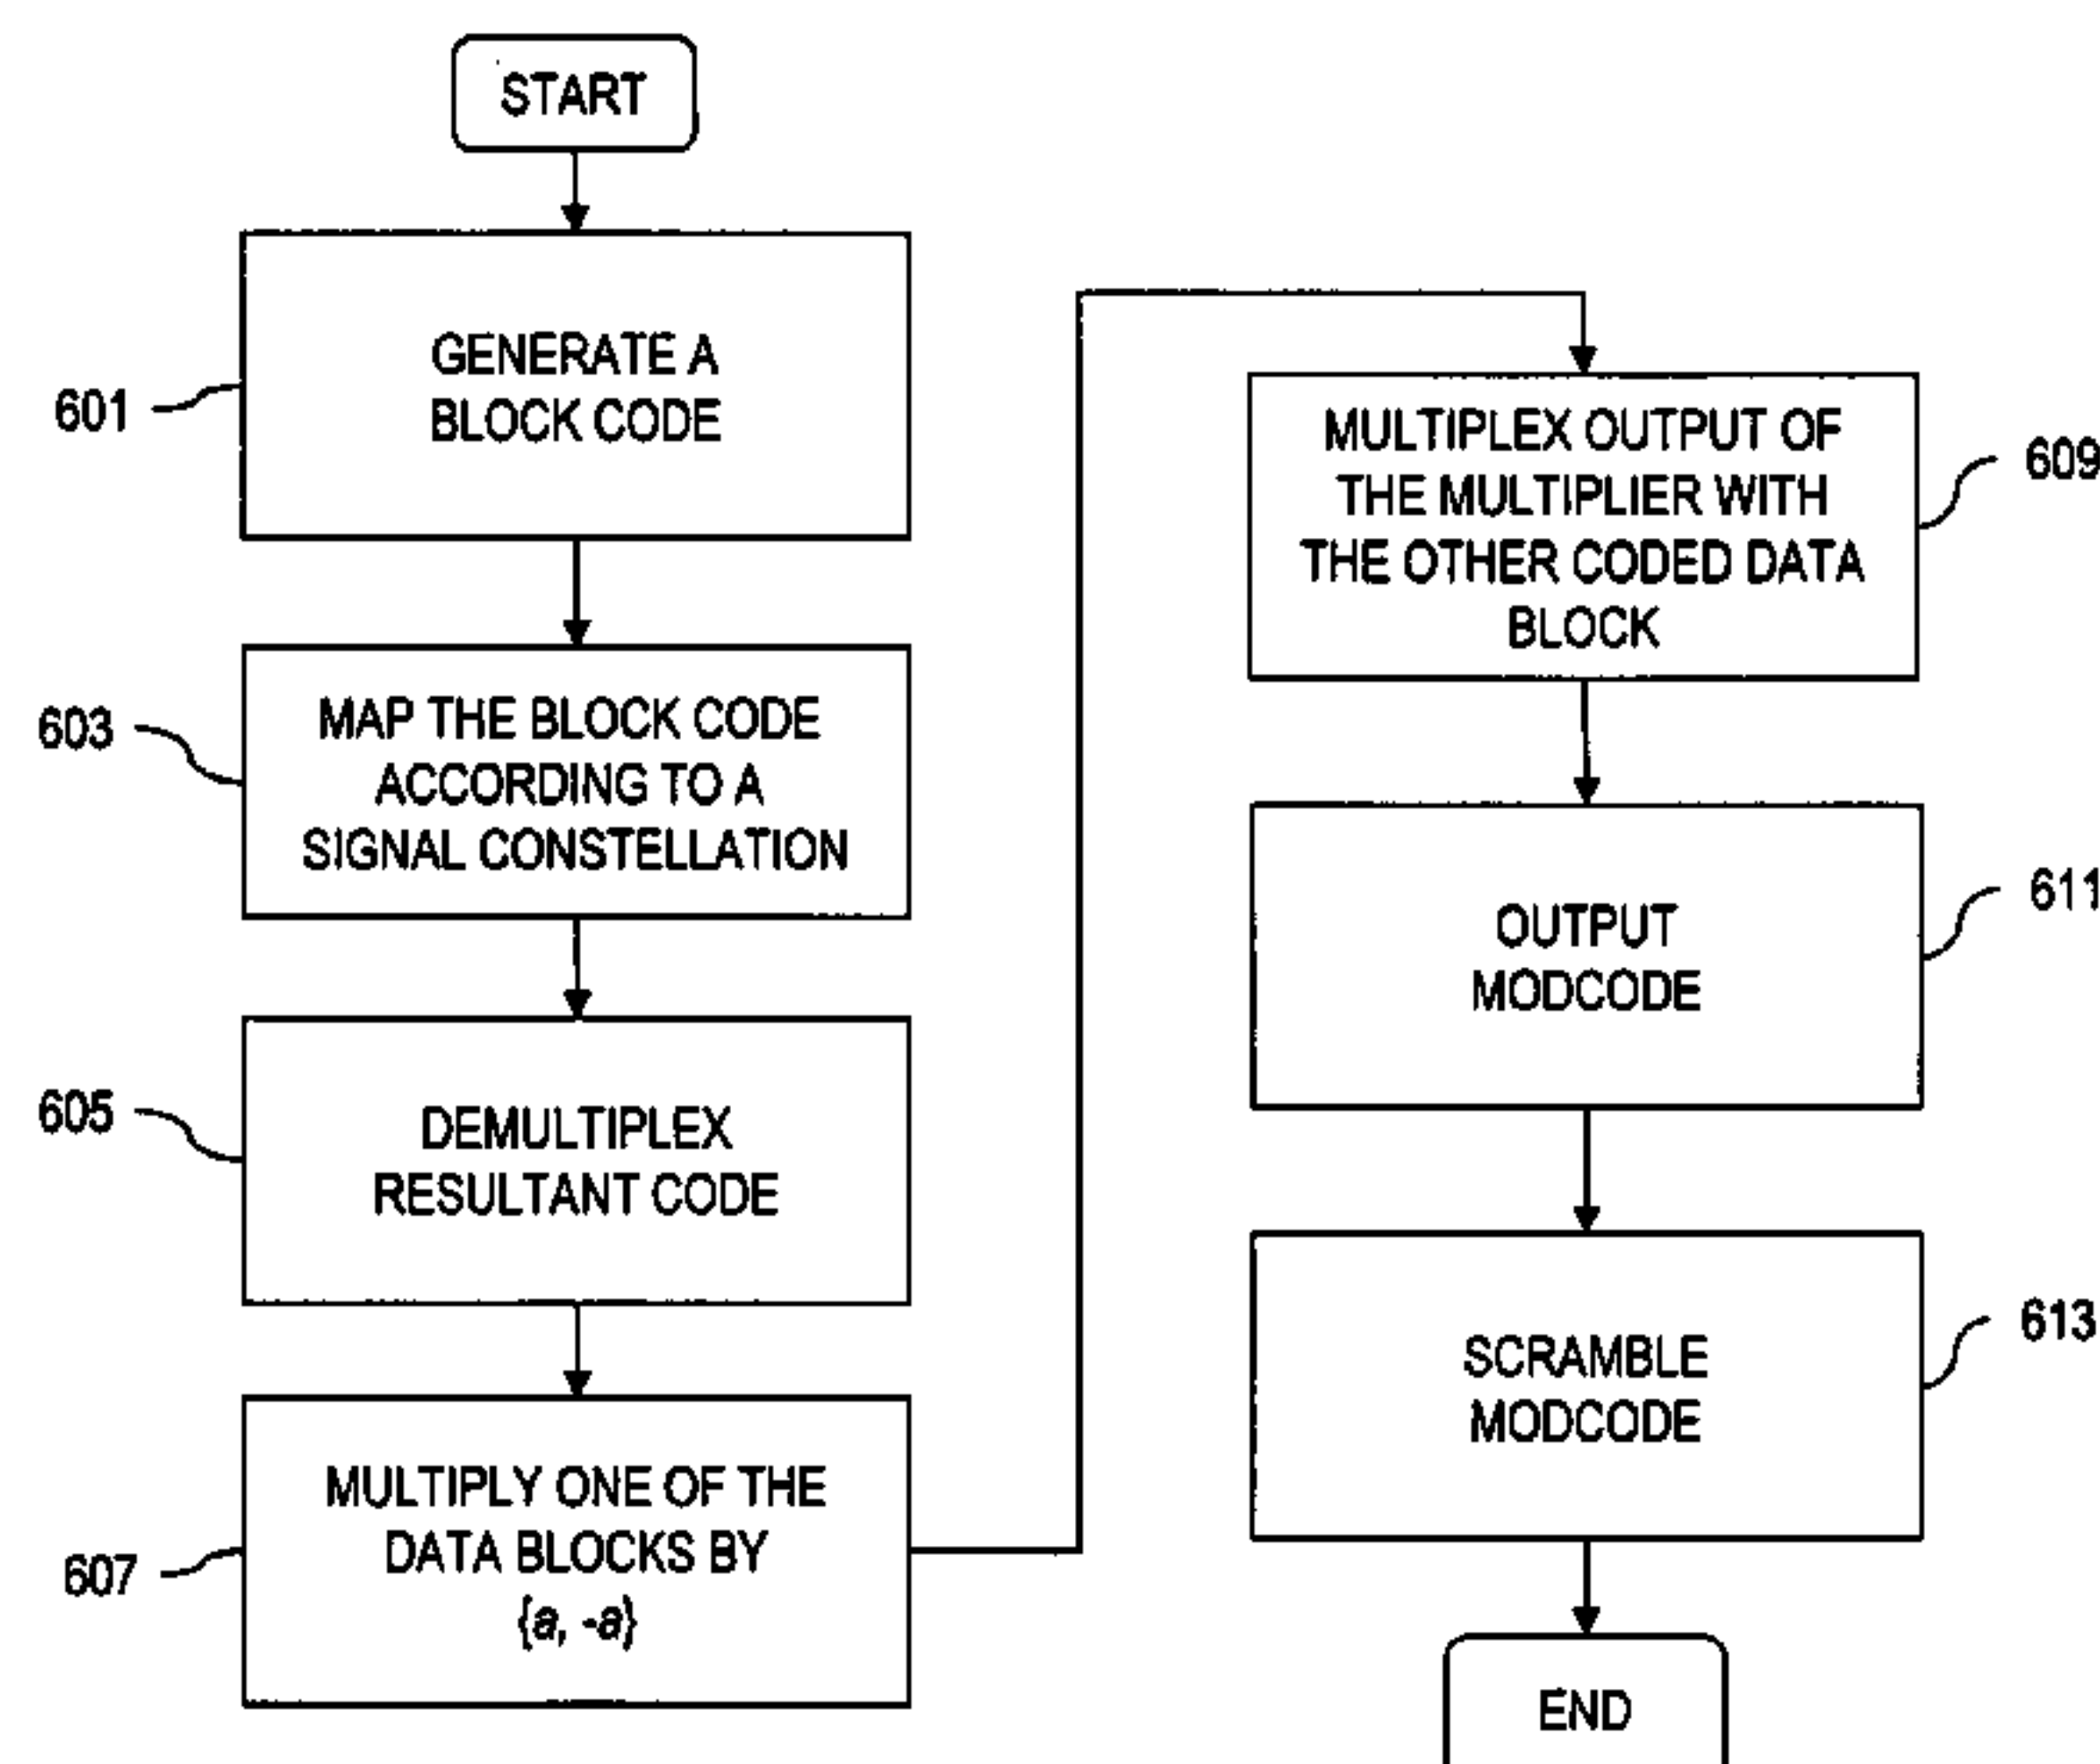 START
601
GENERATE A
BLOCK CODE
603
MAP THE BLOCK CODE
ACCORDING TO A
SIGNAL CONSTELLATION
605
DEMULTIPLEX
RESULTANT CODE
607
MULTIPLY ONE OF THE
DATA BLOCKS BY
{a, -a}
MULTIPLEX OUTPUT OF
THE MULTIPLIER WITH
THE OTHER CODED DATA
BLOCK
609
OUTPUT
MODCODE
611
SCRAMBLE
MODCODE
613
END